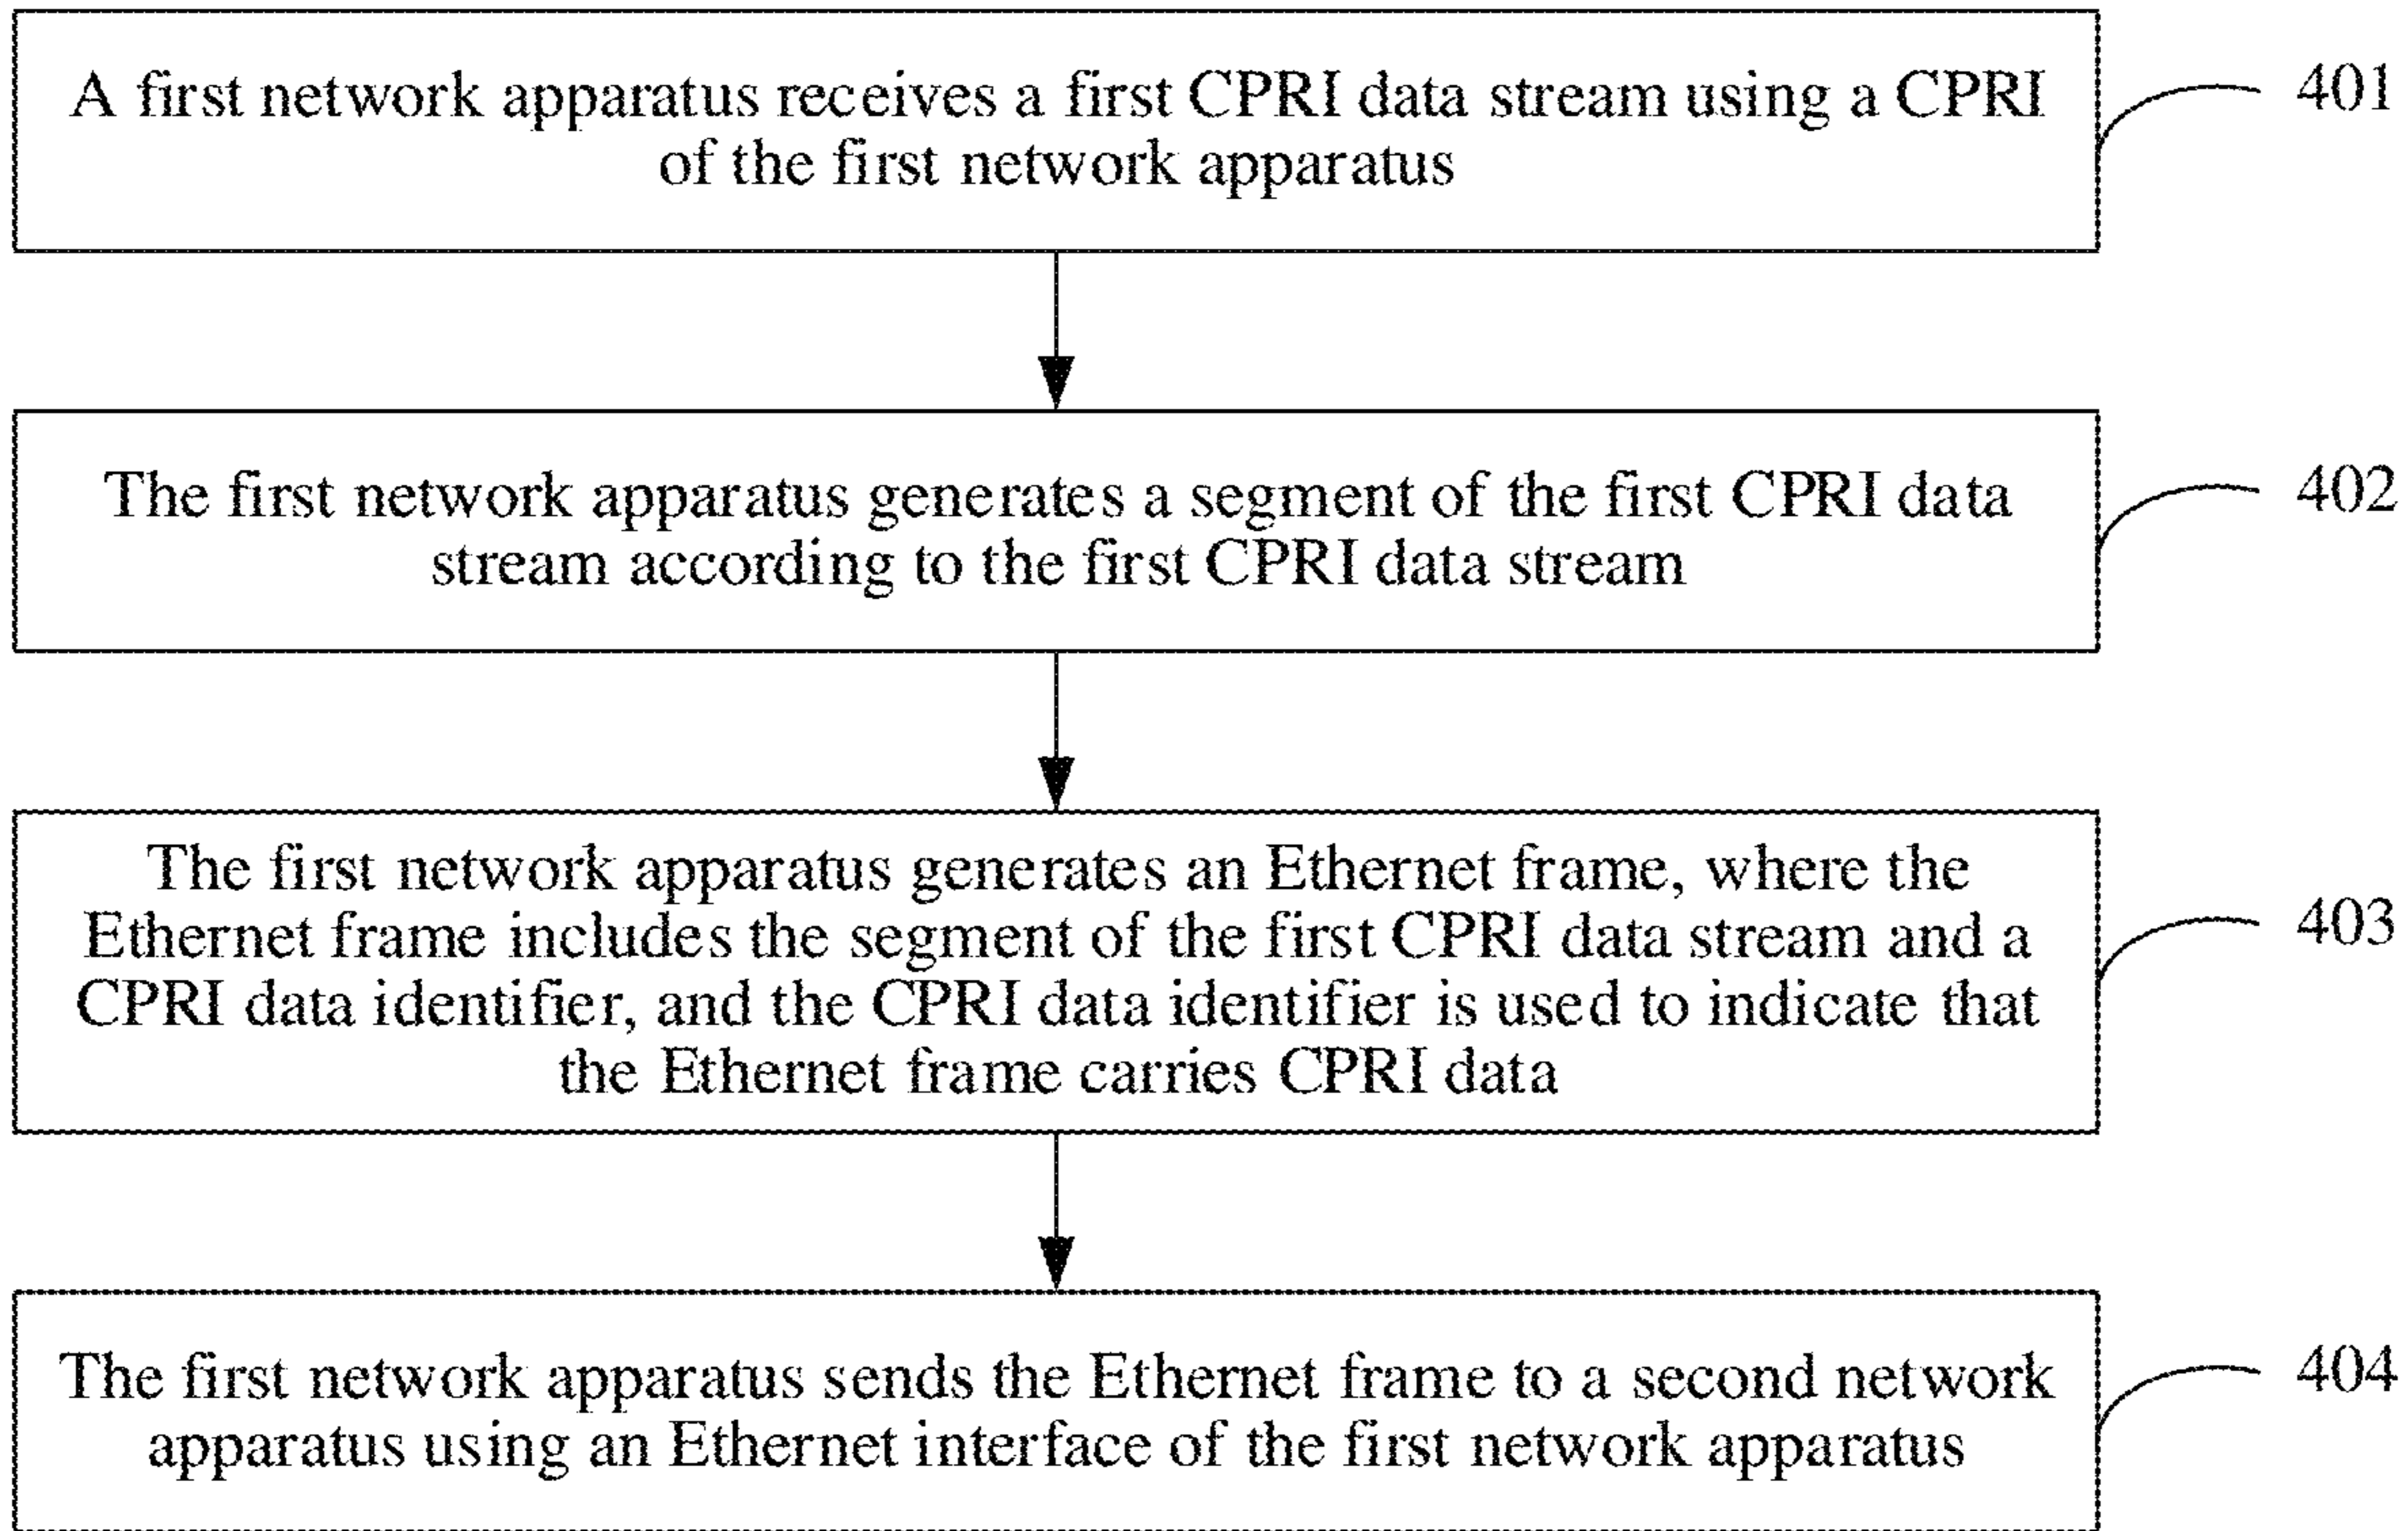 A first network apparatus receives a first CPRI data stream using a CPRI
of the first network apparatus
401
The first network apparatus generates a segment of the first CPRI data
stream according to the first CPRI data stream
402
The first network apparatus generates an Ethernet frame, where the
Ethernet frame includes the segment of the first CPRI data stream and a
CPRI data identifier, and the CPRI data identifier is used to indicate that
the Ethernet frame carries CPRI data
403
The first network apparatus sends the Ethernet frame to a second network
apparatus using an Ethernet interface of the first network apparatus
404